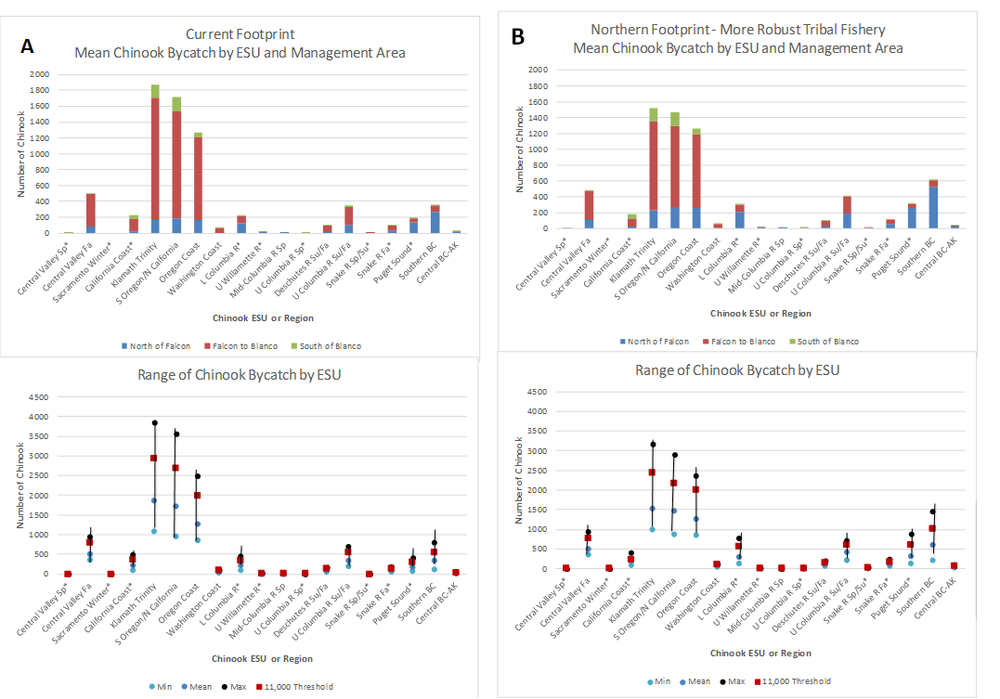 A
Current Footprint
Mean Chinook Bycatch by ESU and Management Area
Number of Chinook
2000
1800
1600
1400
1200
1000
800
600
400
200
0
Central Valley Sp*
Central Valley Fa
Sacramento Winter*
California Coast*
Klamath Trinity
S Oregon/N California
Oregon Coast
Washington Coast
L Columbia R*
U Willamette R*
Mid-Columbia R Sp
U Columbia R Sp*
Deschutes R Su/Fa
U Columbia R Su/Fa
Snake R Sp/Su*
Snake R Fa*
Puget Sound*
Southern BC
Central BC-AK
Chinook ESU or Region
North of Falcon
Falcon to Blanco
South of Blanco
Range of Chinook Bycatch by ESU
Number of Chinook
4500
4000
3500
3000
2500
2000
1500
1000
500
0
Central Valley Sp*
Central Valley Fa
Sacramento Winter*
California Coast*
Klamath Trinity
S Oregon/N California
Oregon Coast
Washington Coast
L Columbia R*
U Willamette R*
Mid-Columbia R Sp
U Columbia R Sp*
Deschutes R Su/Fa
U Columbia R Su/Fa
Snake R Sp/Su*
Snake R Fa*
Puget Sound*
Southern BC
Central BC-AK
Chinook ESU or Region
Min
Mean
Max
11,000 Threshold
B
Northern Footprint - More Robust Tribal Fishery
Mean Chinook Bycatch by ESU and Management Area
Number of Chinook
2000
1800
1600
1400
1200
1000
800
600
400
200
0
Central Valley Sp*
Central Valley Fa
Sacramento Winter*
California Coast*
Klamath Trinity
S Oregon/N California
Oregon Coast
Washington Coast
L Columbia R*
U Willamette R*
Mid-Columbia R Sp
U Columbia R Sp*
Deschutes R Su/Fa
U Columbia R Su/Fa
Snake R Sp/Su*
Snake R Fa*
Puget Sound*
Southern BC
Central BC-AK
Chinook ESU or Region
North of Falcon
Falcon to Blanco
South of Blanco
Range of Chinook Bycatch by ESU
Number of Chinook
4500
4000
3500
3000
2500
2000
1500
1000
500
0
Central Valley Sp*
Central Valley Fa
Sacramento Winter*
California Coast*
Klamath Trinity
S Oregon/N California
Oregon Coast
Washington Coast
L Columbia R*
U Willamette R*
Mid-Columbia R Sp
U Columbia R Sp*
Deschutes R Su/Fa
U Columbia R Su/Fa
Snake R Sp/Su*
Snake R Fa*
Puget Sound*
Southern BC
Central BC-AK
Chinook ESU or Region
Min
Mean
Max
11,000 Threshold